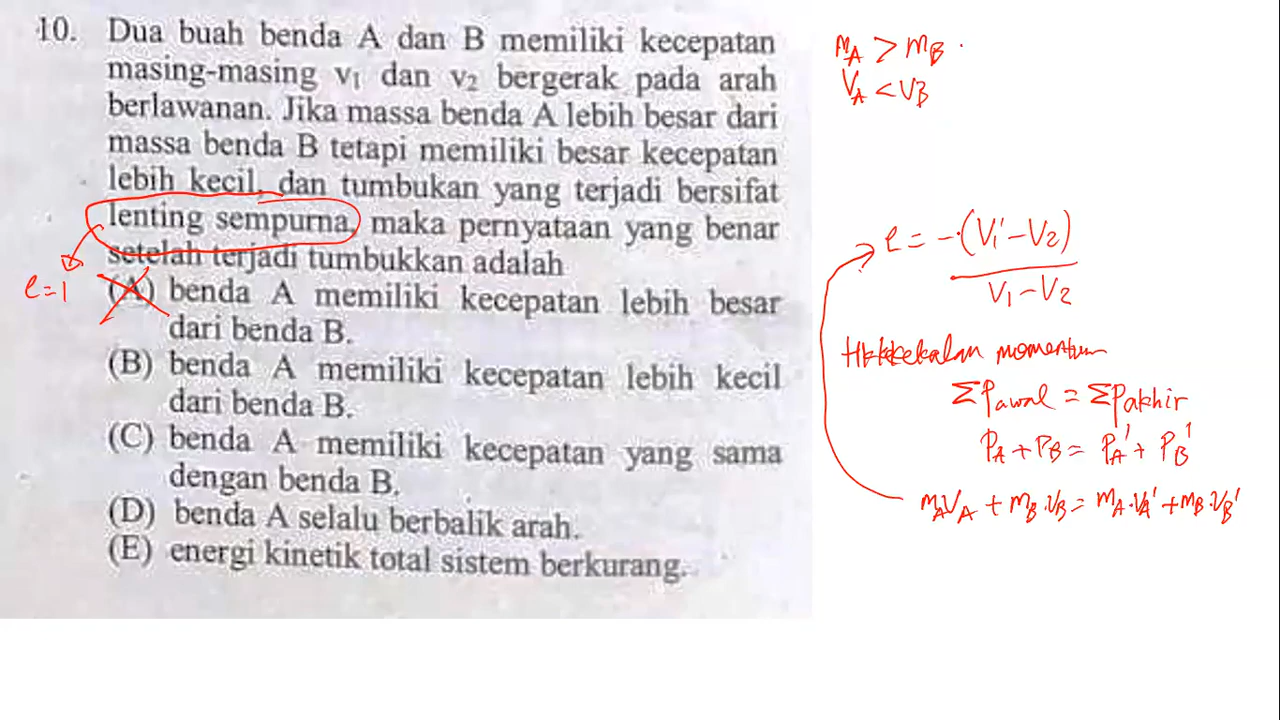 10. Dua buah benda A dan B memiliki kecepatan
masing-masing v₁ dan v₂ bergerak pada arah
berlawanan. Jika massa benda A lebih besar dari
massa benda B tetapi memiliki besar kecepatan
lebih kecil, dan tumbukan yang terjadi bersifat
lenting sempurna, maka pernyataan yang benar
setelah terjadi tumbukkan adalah
(A) benda A memiliki kecepatan lebih besar
dari benda B.
(B) benda A memiliki kecepatan lebih kecil
dari benda B.
(C) benda A memiliki kecepatan yang sama
dengan benda B.
(D) benda A selalu berbalik arah.
(E) energi kinetik total sistem berkurang.
e=1
mA > mB
VA < VB
e = -(V₁' - V₂)
V₁ - V₂
kekekalan momentum
ΣPawal = ΣPakhir
PA + PB = PA' + PB'
mA VA + mB·VB = mA·VA' + mB·VB'